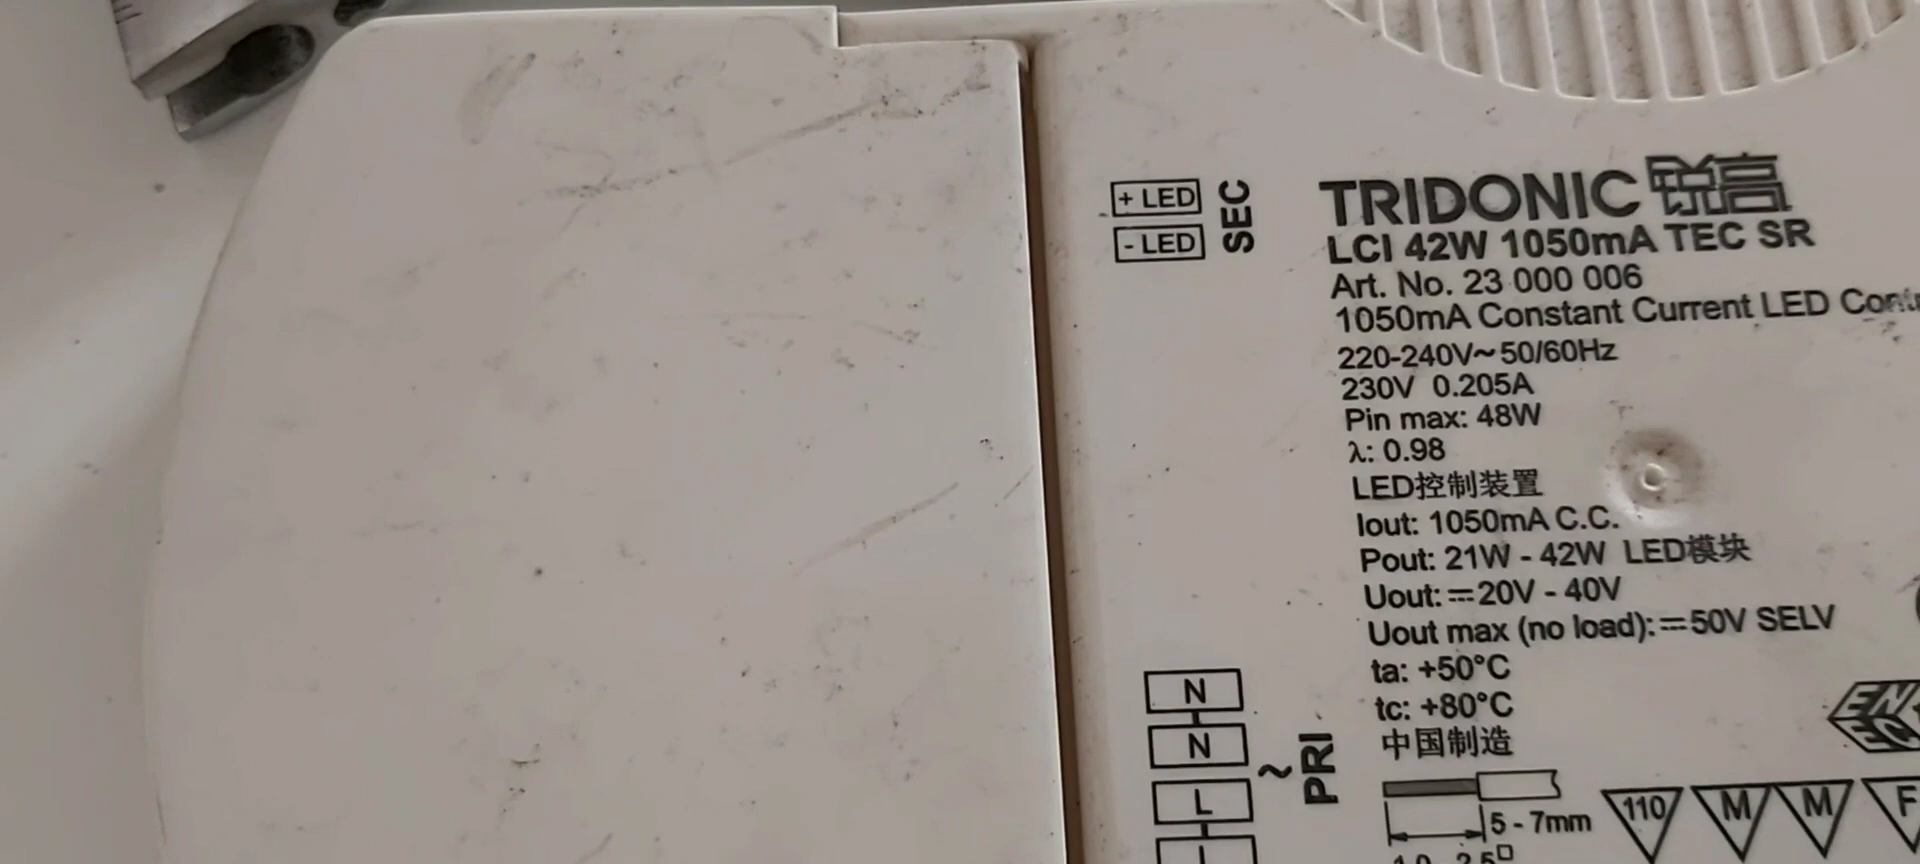 + LED
- LED
SEC
TRIDONIC 锐高
LCI 42W 1050mA TEC SR
Art. No. 23 000 006
1050mA Constant Current LED
220-240V~50/60Hz
230V 0.205A
Pin max: 48W
λ: 0.98
LED控制装置
Iout: 1050mA C.C.
Pout: 21W - 42W LED模块
Uout: ⎓20V - 40V
Uout max (no load): ⎓50V SELV
ta: +50°C
tc: +80°C
中国制造
N
N
L
~
PRI
5 - 7mm
110
M
M
F